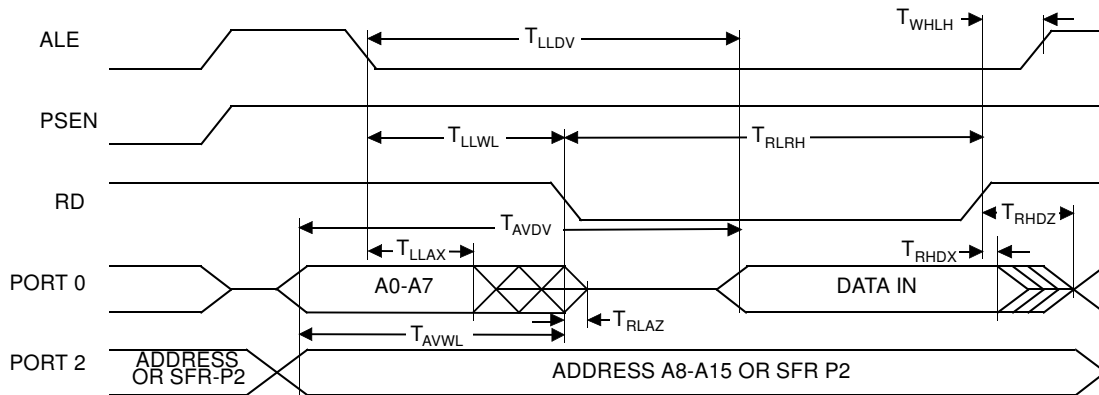 T_WHLH
ALE
T_LLDV
PSEN
T_LLWL
T_RLRH
RD
T_AVDV
T_RHDZ
T_LLAX
T_RHDX
PORT 0
A0-A7
DATA IN
T_RLAZ
T_AVWL
PORT 2
ADDRESS
OR SFR-P2
ADDRESS A8-A15 OR SFR P2